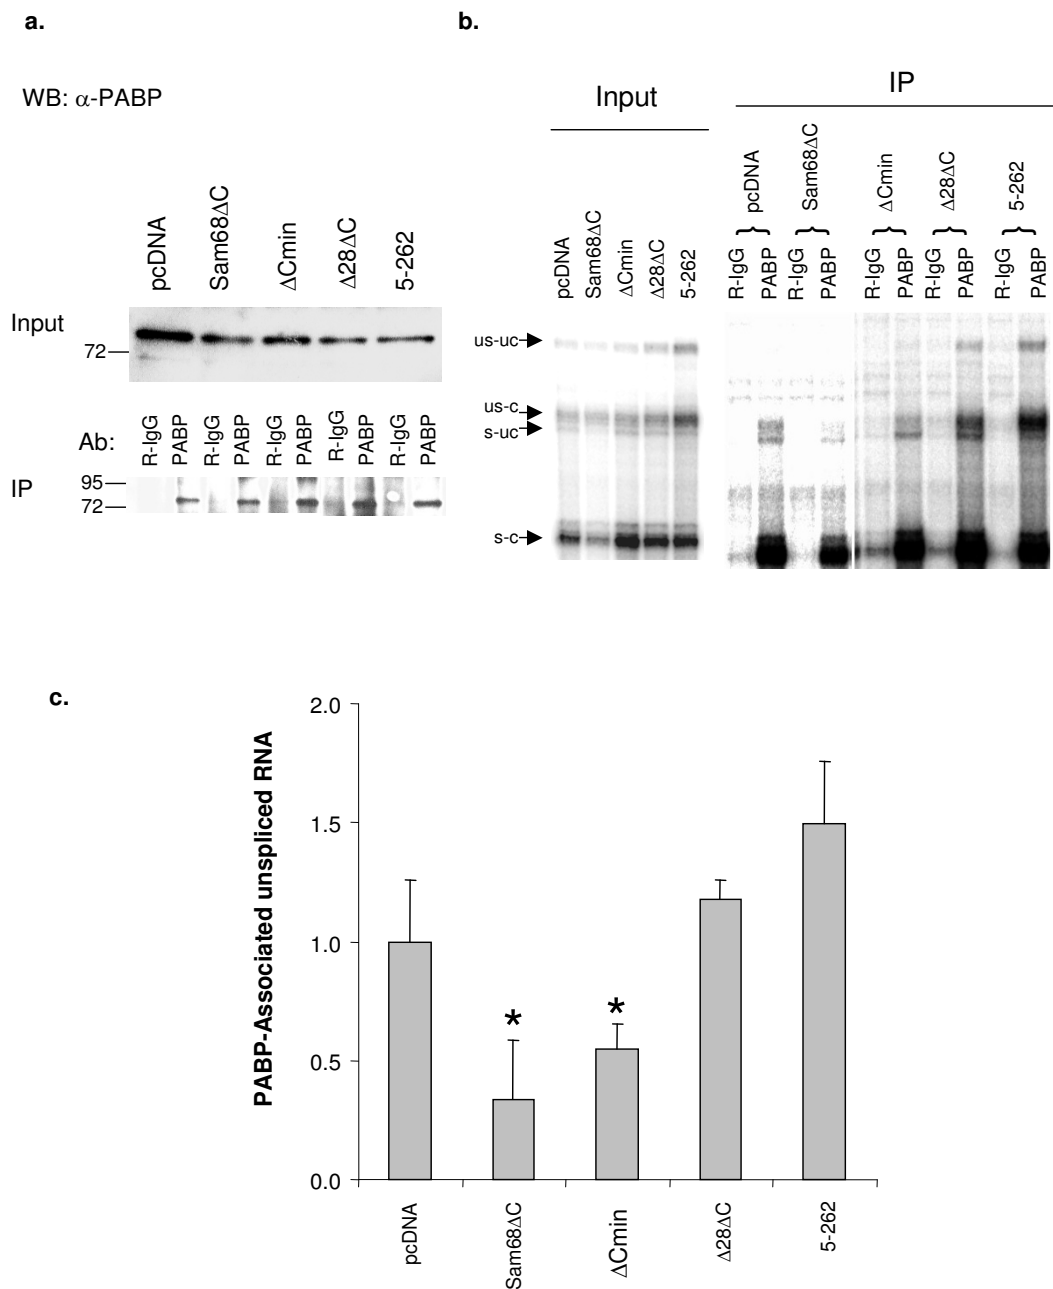 a.
WB: α-PABP
pcDNA
Sam68ΔC
ΔCmin
Δ28ΔC
5-262
Input
72
Ab:
R-IgG
PABP
R-IgG
PABP
R-IgG
PABP
R-IgG
PABP
R-IgG
PABP
IP
95
72
b.
Input
IP
pcDNA
Sam68ΔC
ΔCmin
Δ28ΔC
5-262
pcDNA
Sam68ΔC
ΔCmin
Δ28ΔC
5-262
R-IgG
PABP
R-IgG
PABP
R-IgG
PABP
R-IgG
PABP
R-IgG
PABP
us-uc
us-c
s-uc
s-c
c.
PABP-Associated unspliced RNA
2.0
1.5
1.0
0.5
0.0
*
*
pcDNA
Sam68ΔC
ΔCmin
Δ28ΔC
5-262